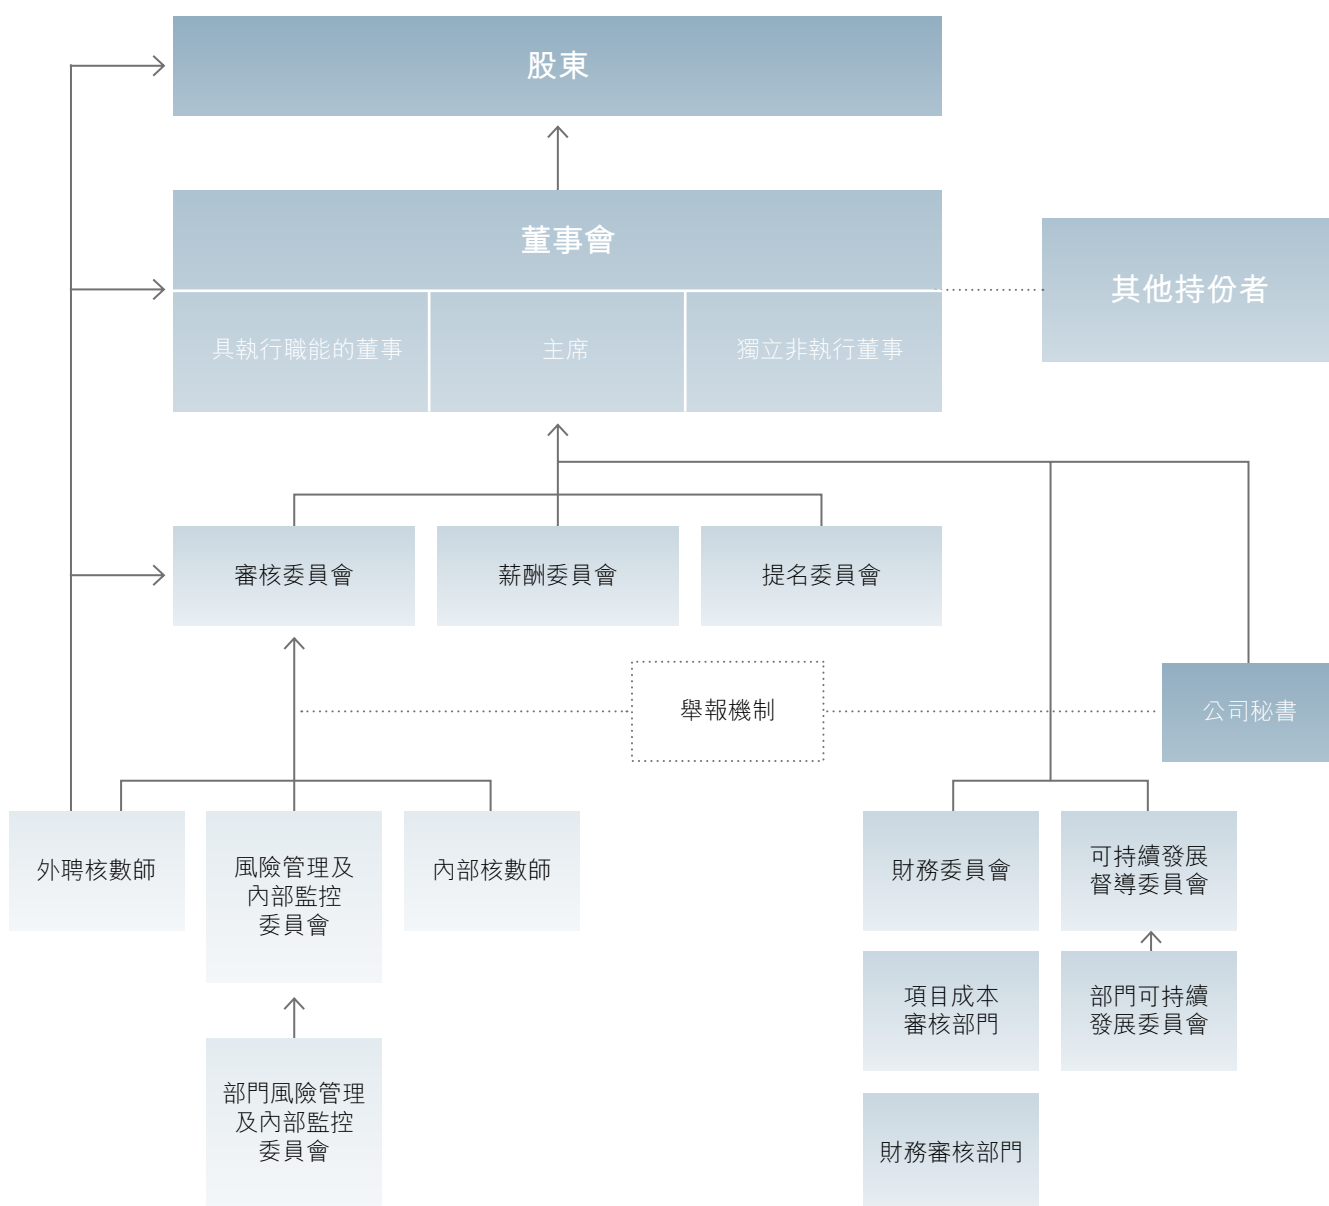 股東
董事會
其他持份者
具執行職能的董事
主席
獨立非執行董事
審核委員會
薪酬委員會
提名委員會
舉報機制
公司秘書
外聘核數師
風險管理及
內部監控
委員會
內部核數師
財務委員會
可持續發展
督導委員會
項目成本
審核部門
部門可持續
發展委員會
部門風險管理
及內部監控
委員會
財務審核部門